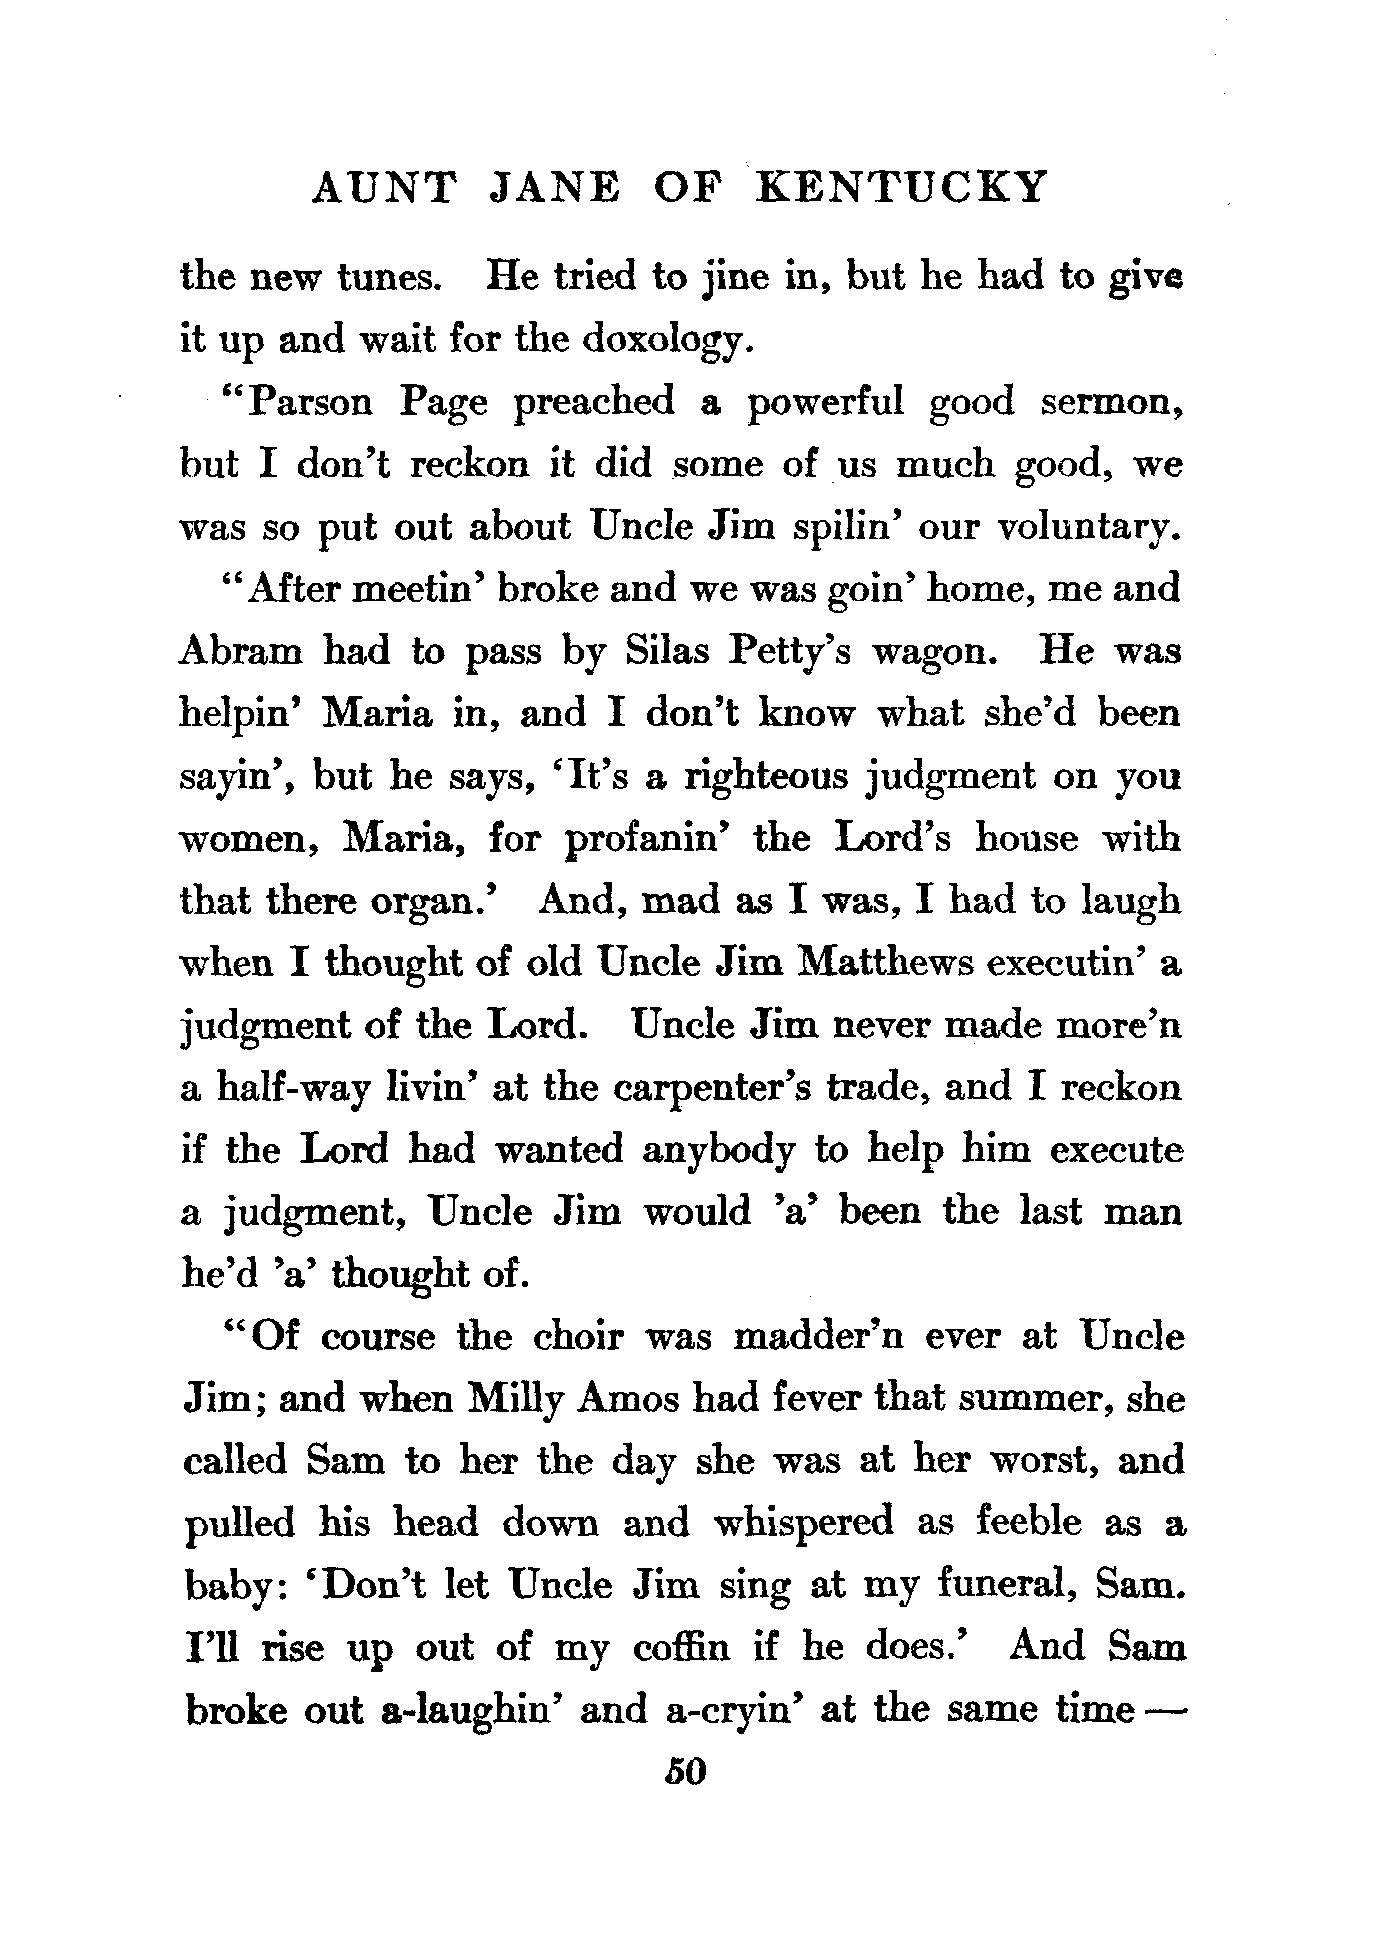 AUNT JANE OF KENTUCKY
the new tunes. He tried to jine in, but he had to give
it up and wait for the doxology.
“Parson Page preached a powerful good sermon,
but I don’t reckon it did some of us much good, we
was so put out about Uncle Jim spilin’ our voluntary.
“After meetin’ broke and we was goin’ home, me and
Abram had to pass by Silas Petty’s wagon. He was
helpin’ Maria in, and I don’t know what she’d been
sayin’, but he says, ‘It’s a righteous judgment on you
women, Maria, for profanin’ the Lord’s house with
that there organ.’ And, mad as I was, I had to laugh
when I thought of old Uncle Jim Matthews executin’ a
judgment of the Lord. Uncle Jim never made more’n
a half-way livin’ at the carpenter’s trade, and I reckon
if the Lord had wanted anybody to help him execute
a judgment, Uncle Jim would ’a’ been the last man
he’d ’a’ thought of.
“Of course the choir was madder’n ever at Uncle
Jim; and when Milly Amos had fever that summer, she
called Sam to her the day she was at her worst, and
pulled his head down and whispered as feeble as a
baby: ‘Don’t let Uncle Jim sing at my funeral, Sam.
I’ll rise up out of my coffin if he does.’ And Sam
broke out a-laughin’ and a-cryin’ at the same time —
50